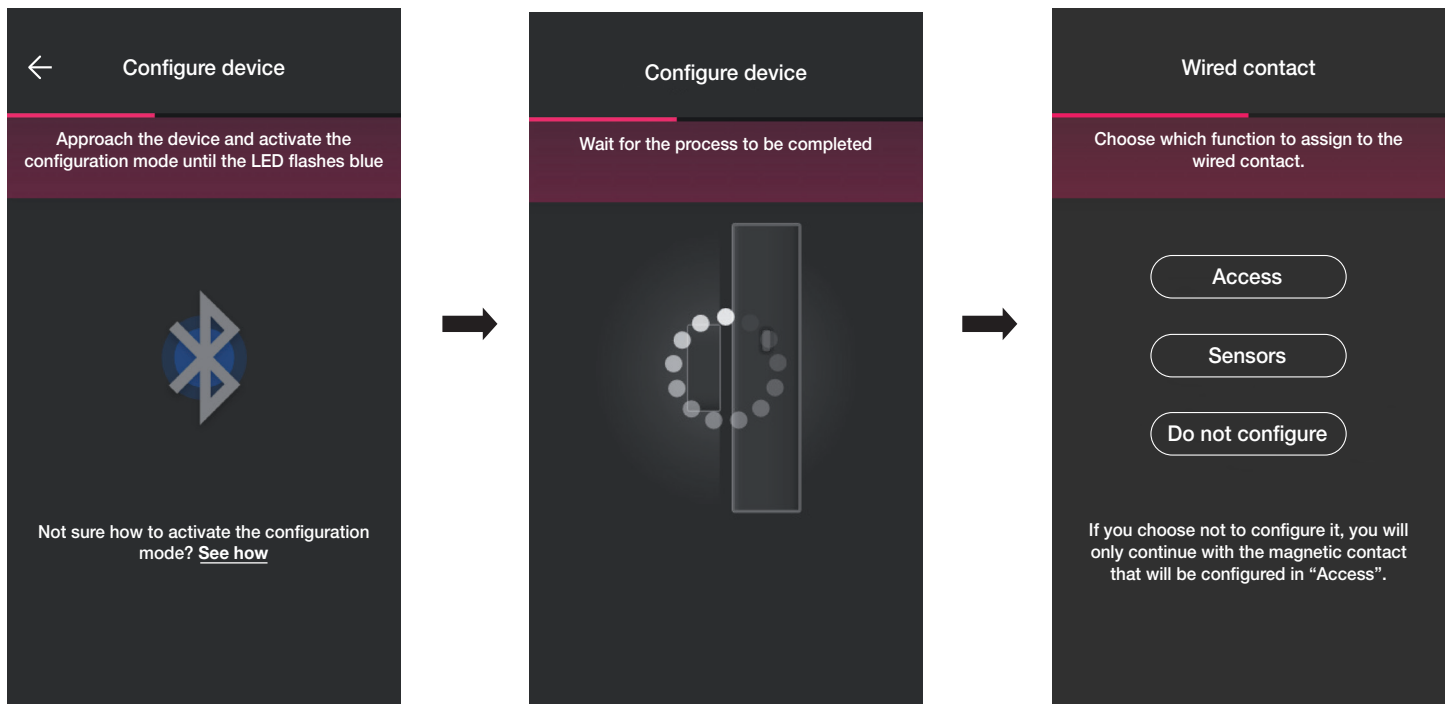 Configure device
Approach the device and activate the
configuration mode until the LED flashes blue
Not sure how to activate the configuration
mode? See how
Configure device
Wait for the process to be completed
Wired contact
Choose which function to assign to the
wired contact.
Access
Sensors
Do not configure
If you choose not to configure it, you will
only continue with the magnetic contact
that will be configured in “Access”.